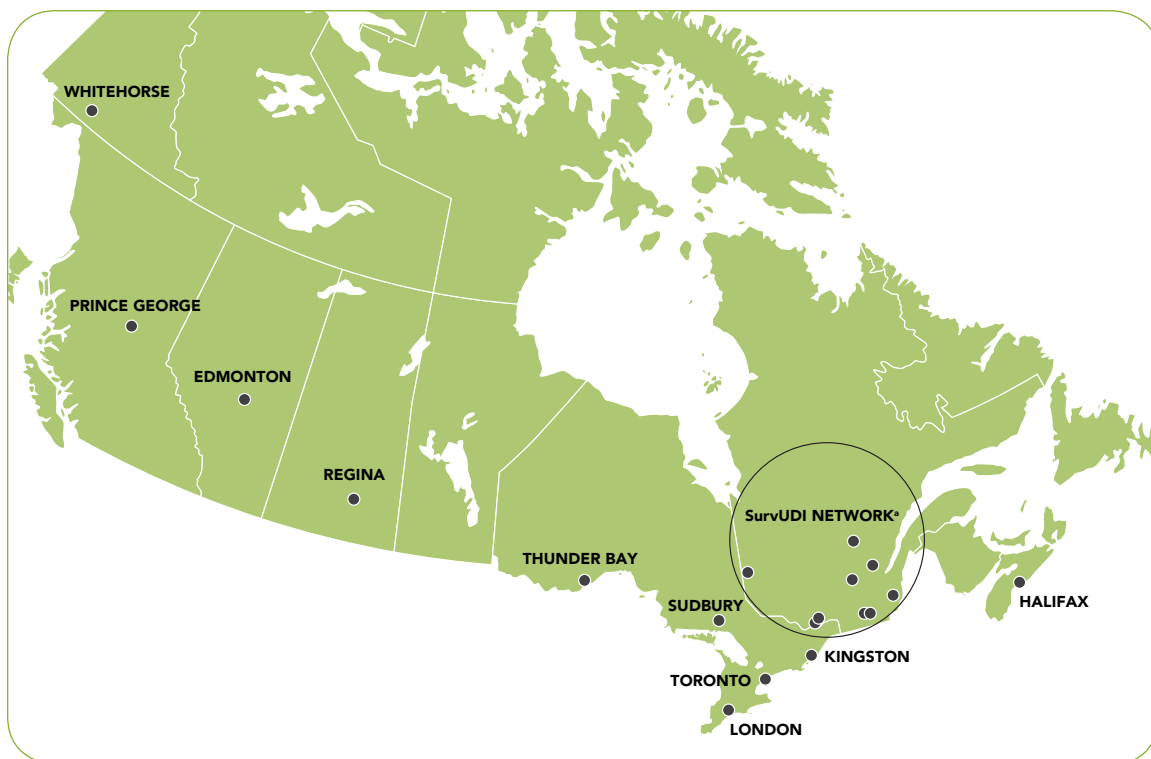 WHITEHORSE
PRINCE GEORGE
EDMONTON
REGINA
SurvUDI NETWORKᵃ
THUNDER BAY
HALIFAX
SUDBURY
KINGSTON
TORONTO
LONDON